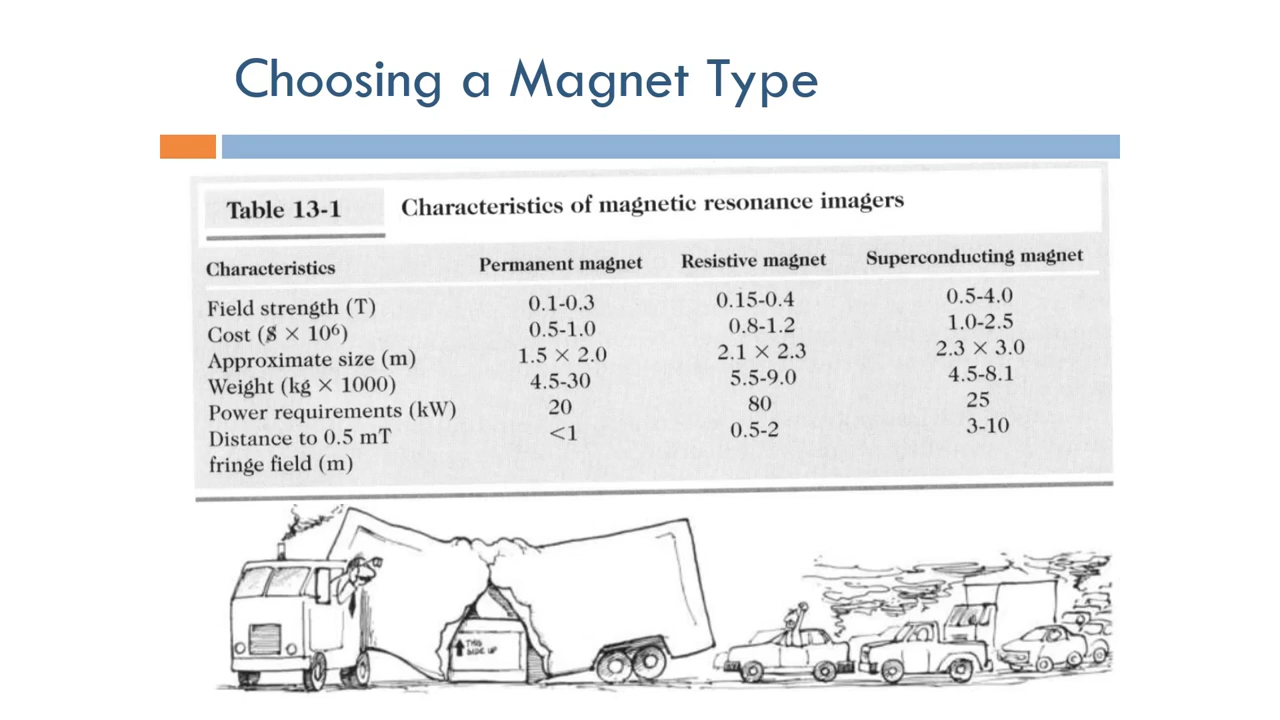 Choosing a Magnet Type
Table 13-1 Characteristics of magnetic resonance imagers
Characteristics Permanent magnet Resistive magnet Superconducting magnet
Field strength (T) 0.1-0.3 0.15-0.4 0.5-4.0
Cost ($ × 10⁶) 0.5-1.0 0.8-1.2 1.0-2.5
Approximate size (m) 1.5 × 2.0 2.1 × 2.3 2.3 × 3.0
Weight (kg × 1000) 4.5-30 5.5-9.0 4.5-8.1
Power requirements (kW) 20 80 25
Distance to 0.5 mT <1 0.5-2 3-10
fringe field (m)
THIS
SIDE UP